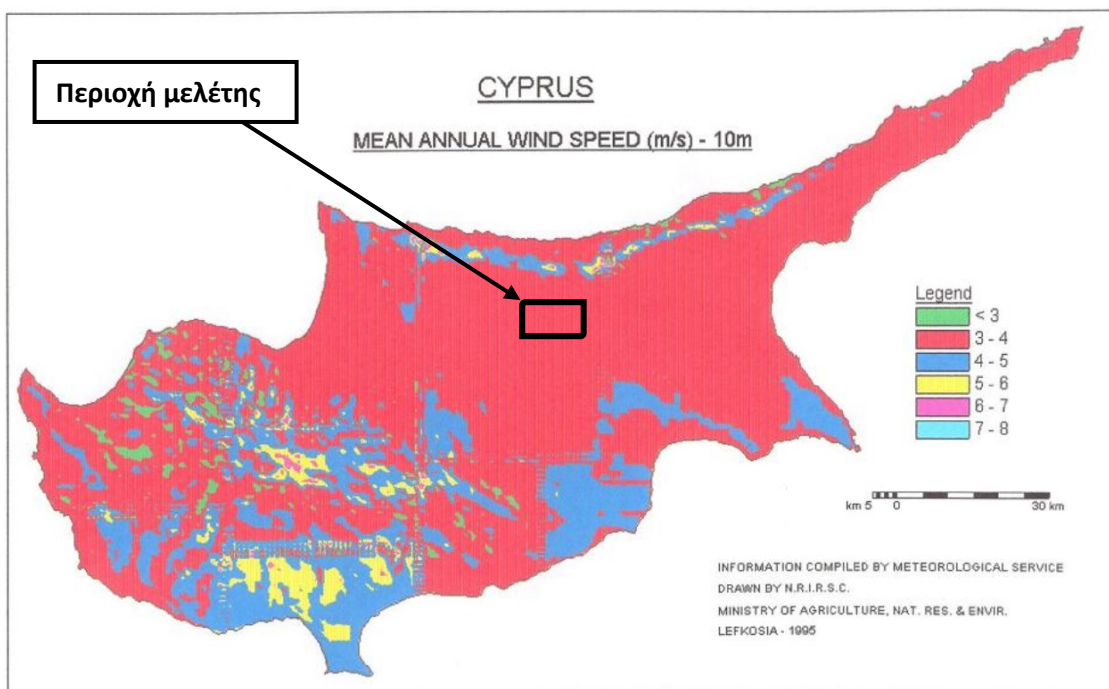 Περιοχή μελέτης
CYPRUS
MEAN ANNUAL WIND SPEED (m/s) - 10m
Legend
< 3
3 - 4
4 - 5
5 - 6
6 - 7
7 - 8
km 5 0 30 km
INFORMATION COMPILED BY METEOROLOGICAL SERVICE
DRAWN BY N.R.I.R.S.C.
MINISTRY OF AGRICULTURE, NAT. RES. & ENVIR.
LEFKOSIA - 1995